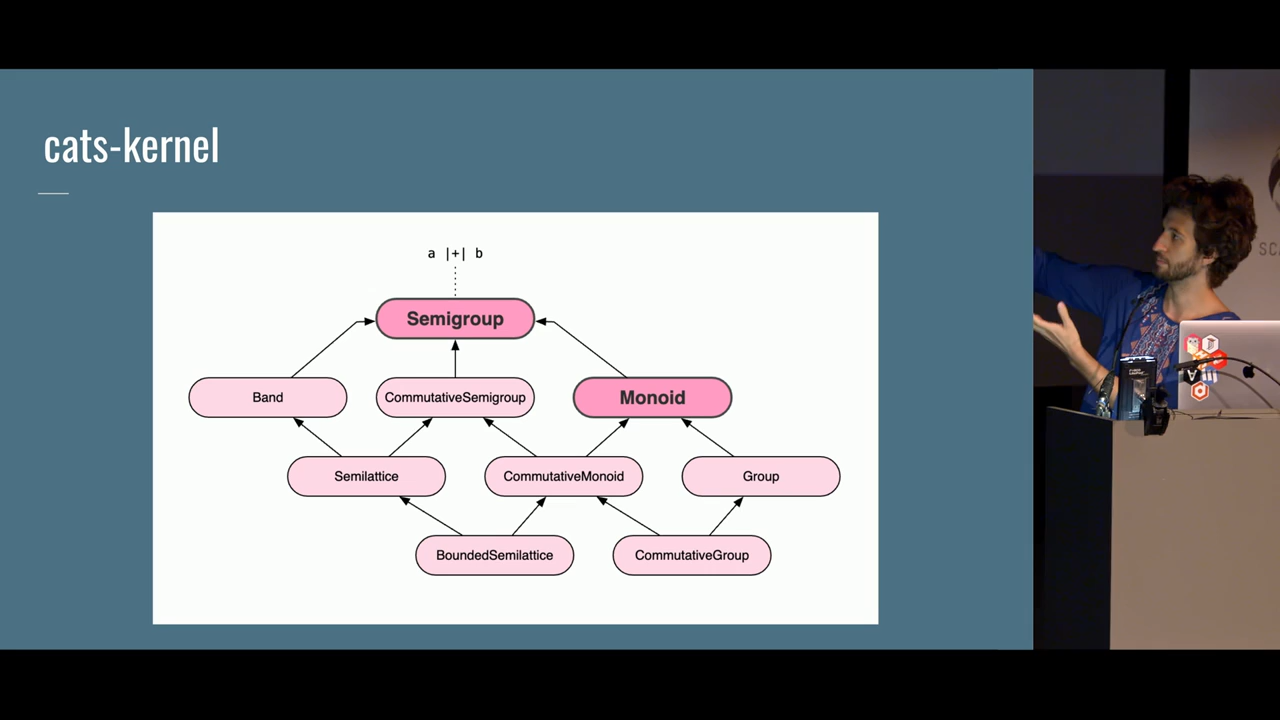 cats-kernel
a |+| b
Semigroup
Band
CommutativeSemigroup
Monoid
Semilattice
CommutativeMonoid
Group
BoundedSemilattice
CommutativeGroup